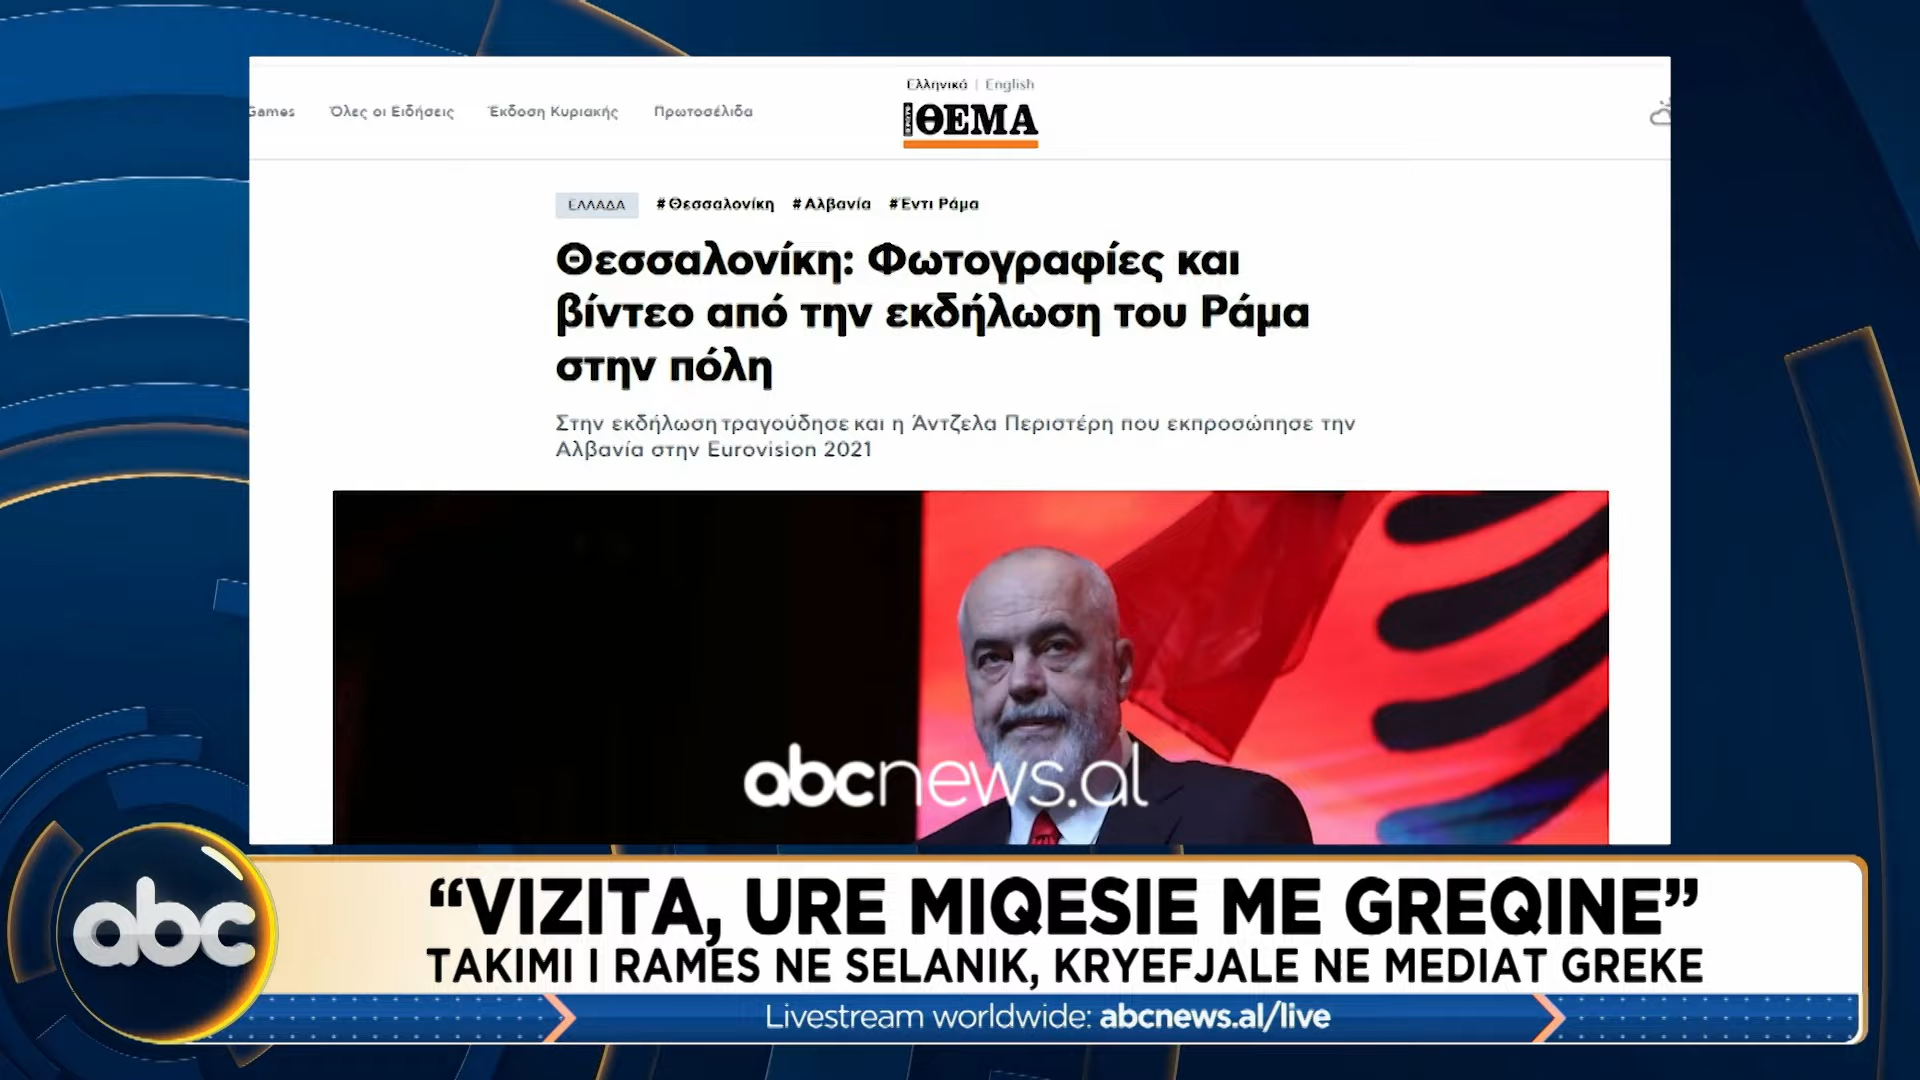 Ελληνικά | English
Games Όλες οι Ειδήσεις Έκδοση Κυριακής Πρωτοσέλιδα
ΘΕΜΑ
ΕΛΛΑΔΑ #Θεσσαλονίκη #Αλβανία #Έντι Ράμα
Θεσσαλονίκη: Φωτογραφίες και
βίντεο από την εκδήλωση του Ράμα
στην πόλη
Στην εκδήλωση τραγούδησε και η Άντζελα Περιστέρη που εκπροσώπησε την
Αλβανία στην Eurovision 2021
abcnews.al
abc
“VIZITA, URE MIQESIE ME GREQINE”
TAKIMI I RAMES NE SELANIK, KRYEFJALE NE MEDIAT GREKE
Livestream worldwide: abcnews.al/live